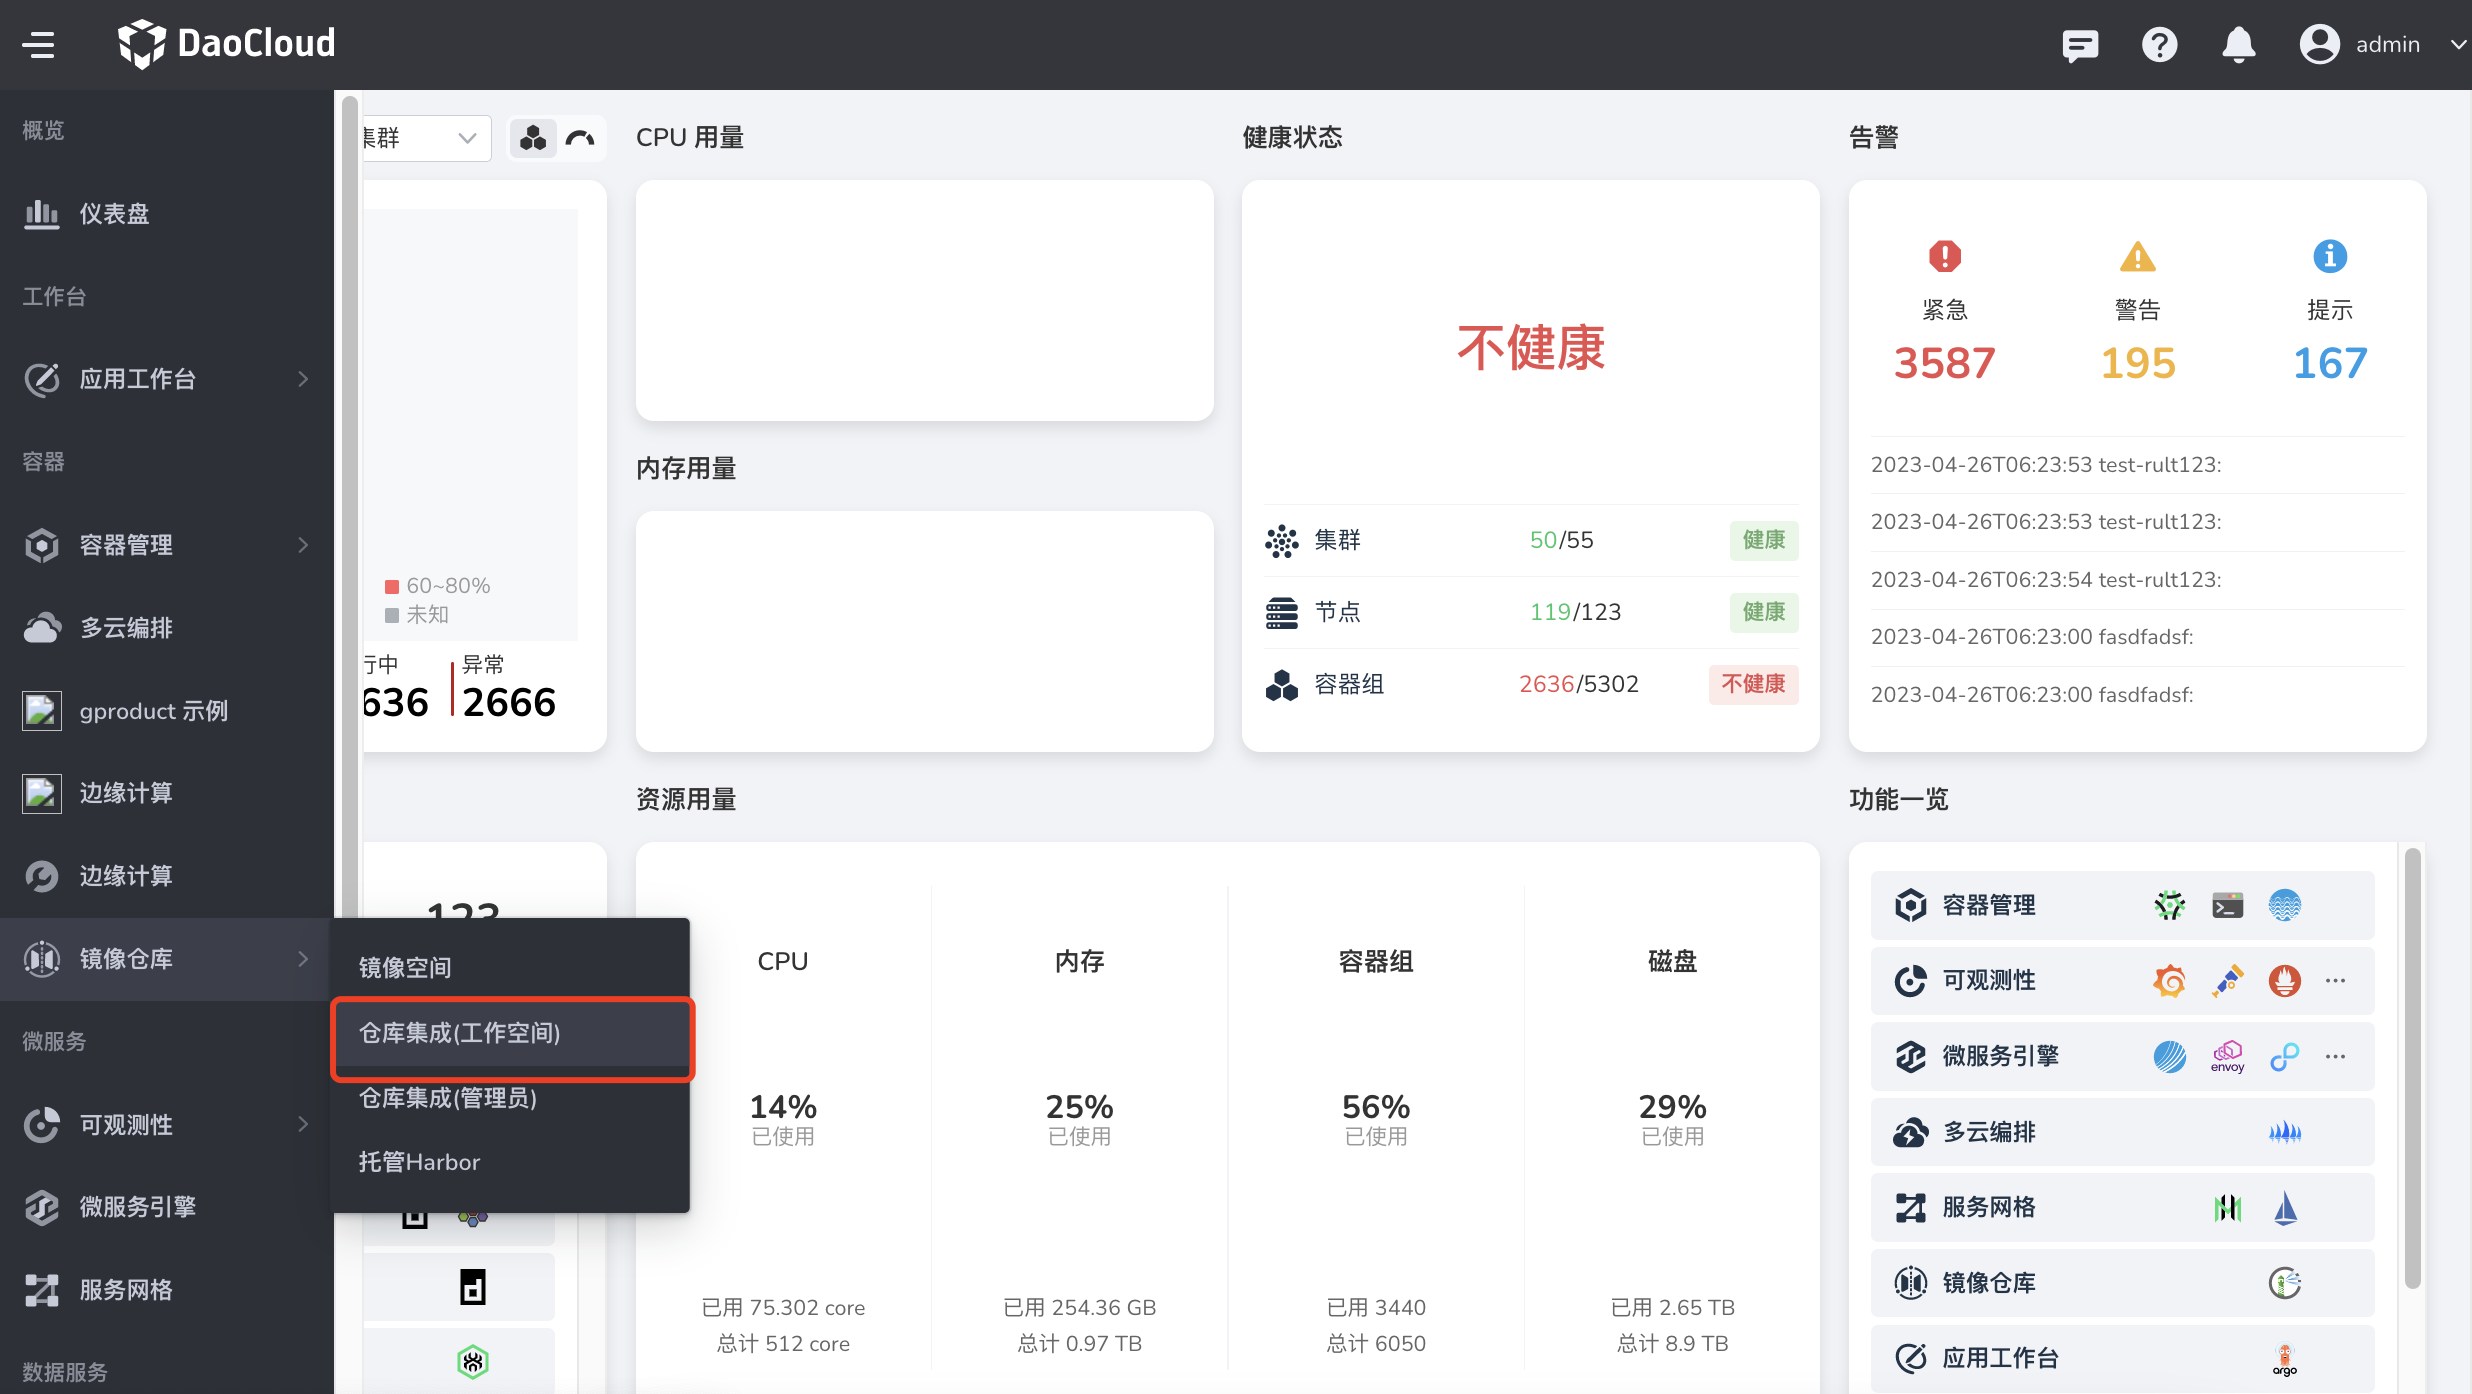 DaoCloud
admin
概览
仪表盘
工作台
应用工作台
容器
容器管理
多云编排
gproduct 示例
边缘计算
边缘计算
镜像仓库
微服务
可观测性
微服务引擎
服务网格
数据服务
镜像空间
仓库集成(工作空间)
仓库集成(管理员)
托管Harbor
集群
60~80%
未知
行中
636
异常
2666
123
CPU 用量
内存用量
健康状态
不健康
集群 50/55 健康
节点 119/123 健康
容器组 2636/5302 不健康
告警
紧急 警告 提示
3587 195 167
2023-04-26T06:23:53 test-rult123:
2023-04-26T06:23:53 test-rult123:
2023-04-26T06:23:54 test-rult123:
2023-04-26T06:23:00 fasdfadsf:
2023-04-26T06:23:00 fasdfadsf:
资源用量
CPU
14%
已使用
已用 75.302 core
总计 512 core
内存
25%
已使用
已用 254.36 GB
总计 0.97 TB
容器组
56%
已使用
已用 3440
总计 6050
磁盘
29%
已使用
已用 2.65 TB
总计 8.9 TB
功能一览
容器管理
可观测性
微服务引擎
envoy
多云编排
服务网格
镜像仓库
应用工作台
argo